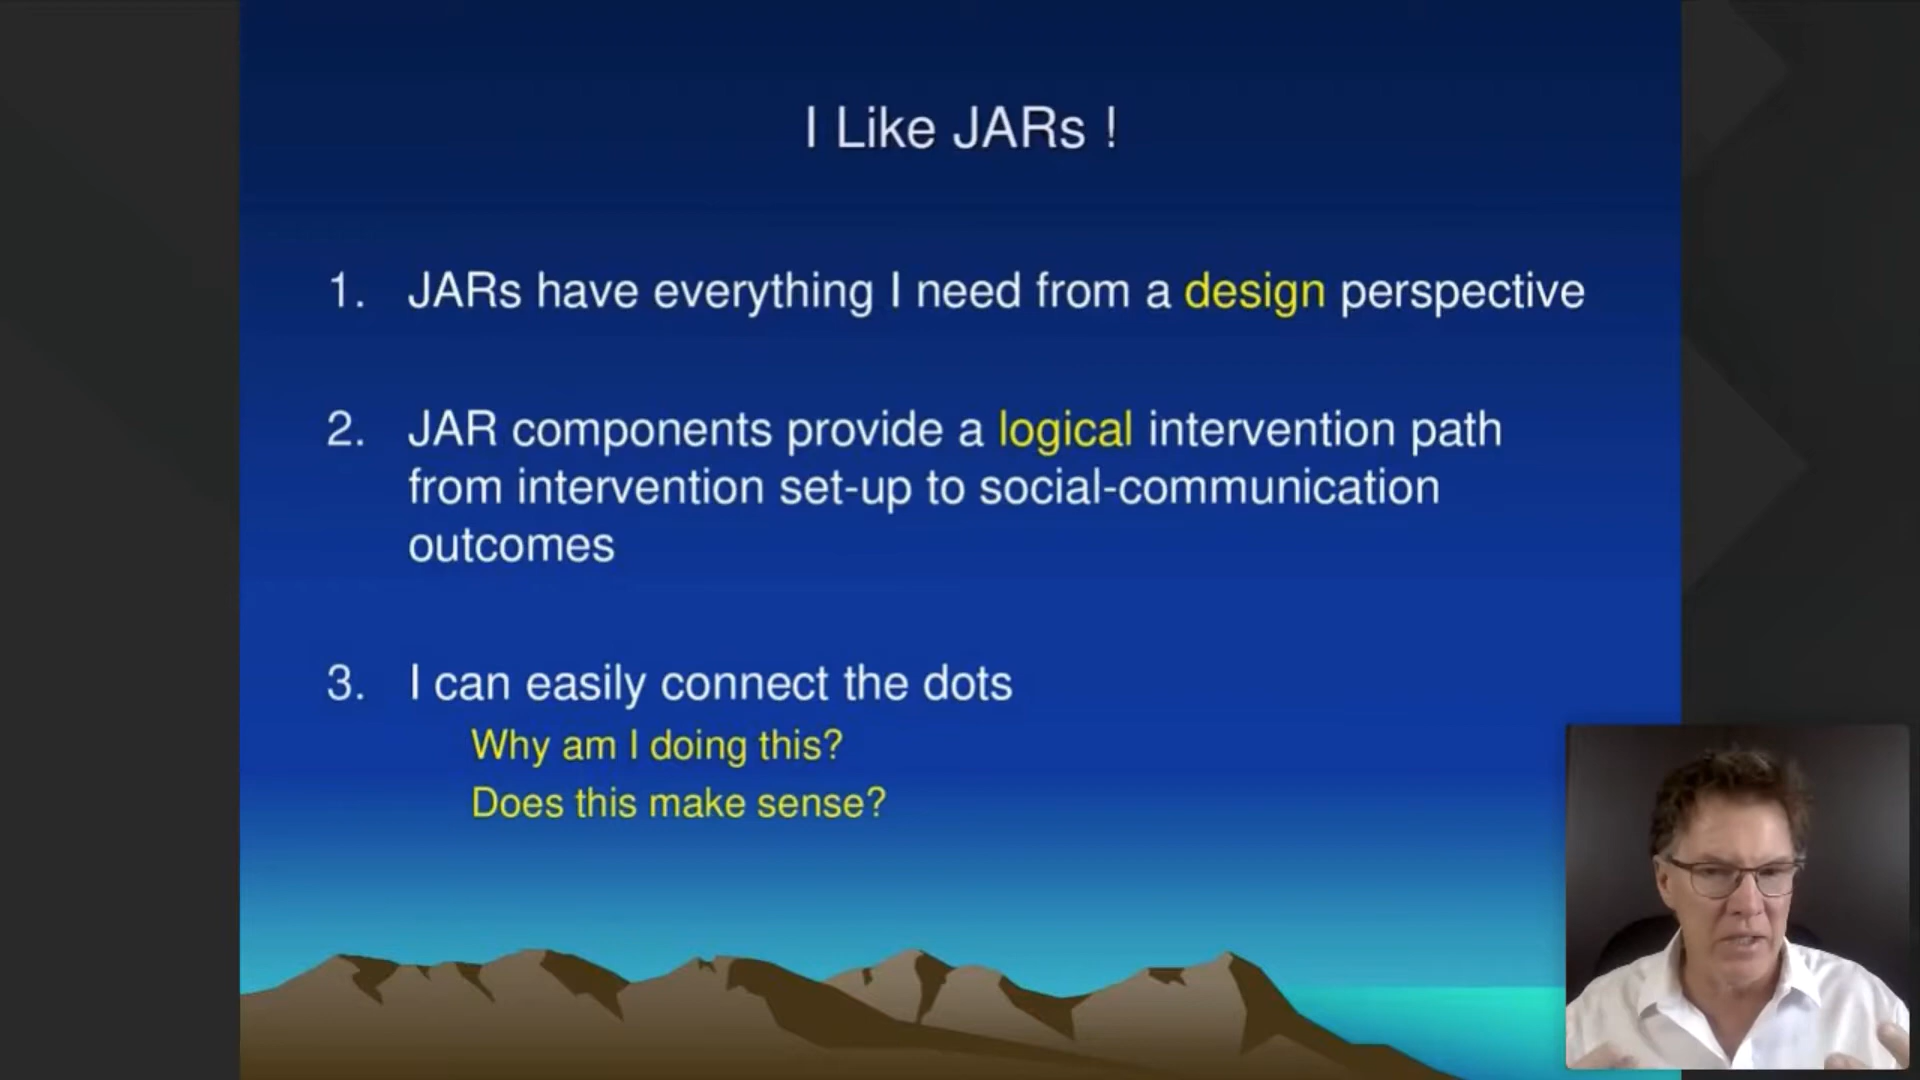 I Like JARs !
1. JARs have everything I need from a design perspective
2. JAR components provide a logical intervention path
from intervention set-up to social-communication
outcomes
3. I can easily connect the dots
Why am I doing this?
Does this make sense?